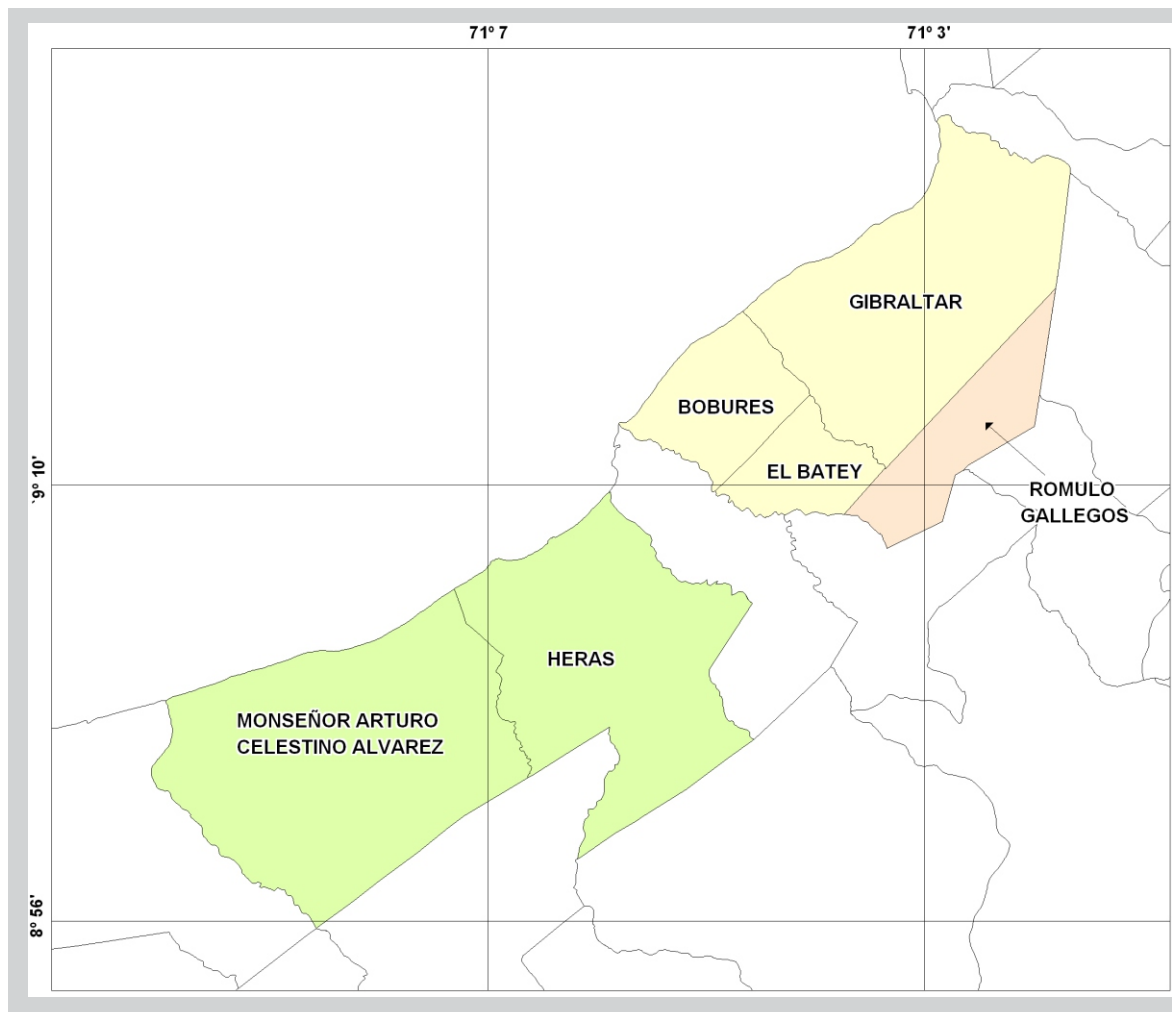 71º 7
71º 3'
GIBRALTAR
BOBURES
EL BATEY
9º 10'
ROMULO
GALLEGOS
HERAS
MONSEÑOR ARTURO
CELESTINO ALVAREZ
8º 56'